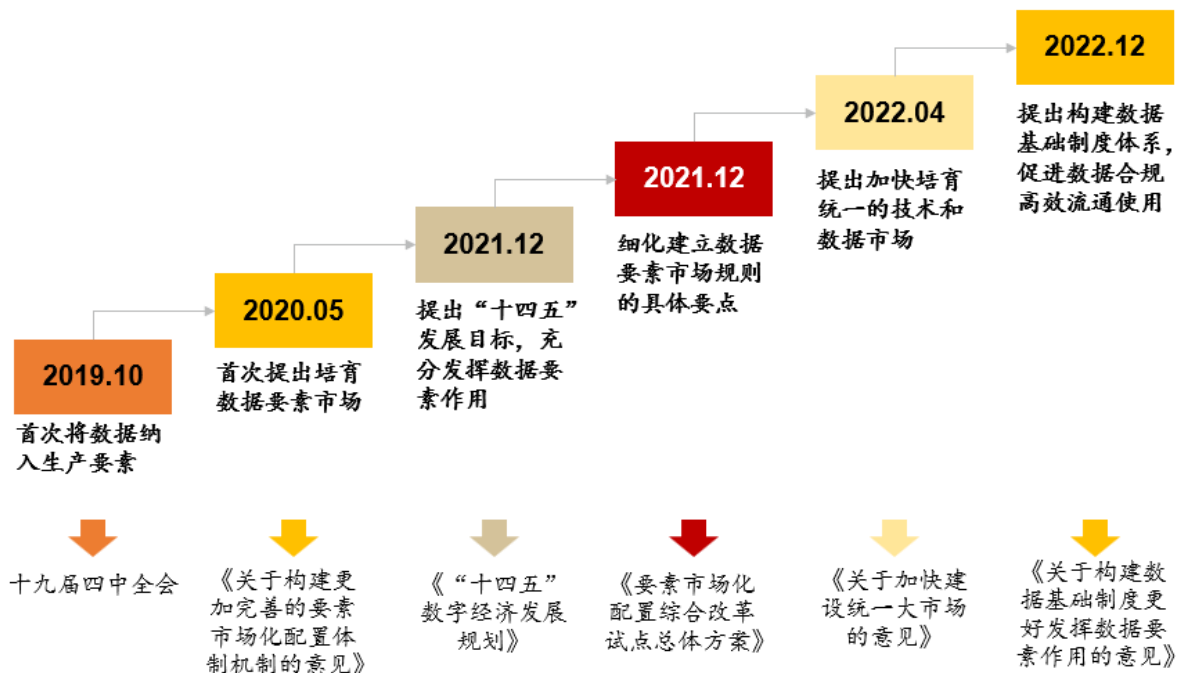 2019.10
首次将数据纳
入生产要素
十九届四中全会
2020.05
首次提出培育
数据要素市场
《关于构建更
加完善的要素
市场化配置体
制机制的意见》
2021.12
提出“十四五”
发展目标，充
分发挥数据要
素作用
《“十四五”
数字经济发展
规划》
2021.12
细化建立数据
要素市场规则
的具体要点
《要素市场化
配置综合改革
试点总体方案》
2022.04
提出加快培育
统一的技术和
数据市场
《关于加快建
设统一大市场
的意见》
2022.12
提出构建数据
基础制度体系，
促进数据合规
高效流通使用
《关于构建数
据基础制度更
好发挥数据要
素作用的意见》